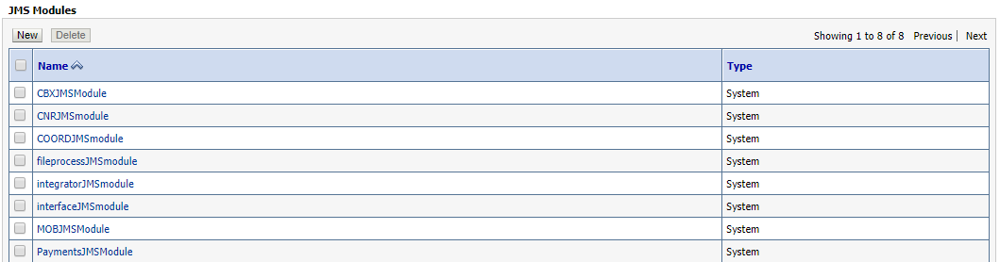 JMS Modules
New Delete Showing 1 to 8 of 8 Previous | Next
Name Type
CBXJMSModule System
CNRJMSmodule System
COORDJMSmodule System
fileprocessJMSmodule System
integratorJMSmodule System
interfaceJMSmodule System
MOBJMSModule System
PaymentsJMSModule System